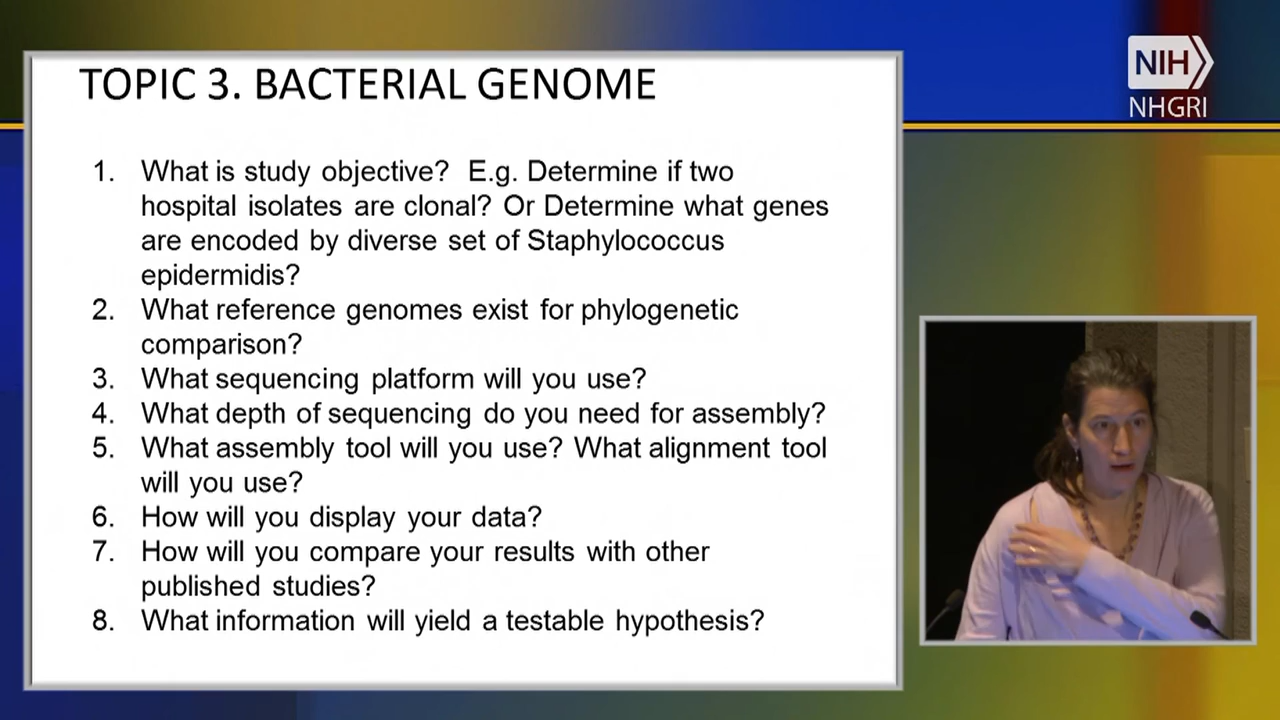 TOPIC 3. BACTERIAL GENOME
1. What is study objective? E.g. Determine if two
hospital isolates are clonal? Or Determine what genes
are encoded by diverse set of Staphylococcus
epidermidis?
2. What reference genomes exist for phylogenetic
comparison?
3. What sequencing platform will you use?
4. What depth of sequencing do you need for assembly?
5. What assembly tool will you use? What alignment tool
will you use?
6. How will you display your data?
7. How will you compare your results with other
published studies?
8. What information will yield a testable hypothesis?
NIH
NHGRI